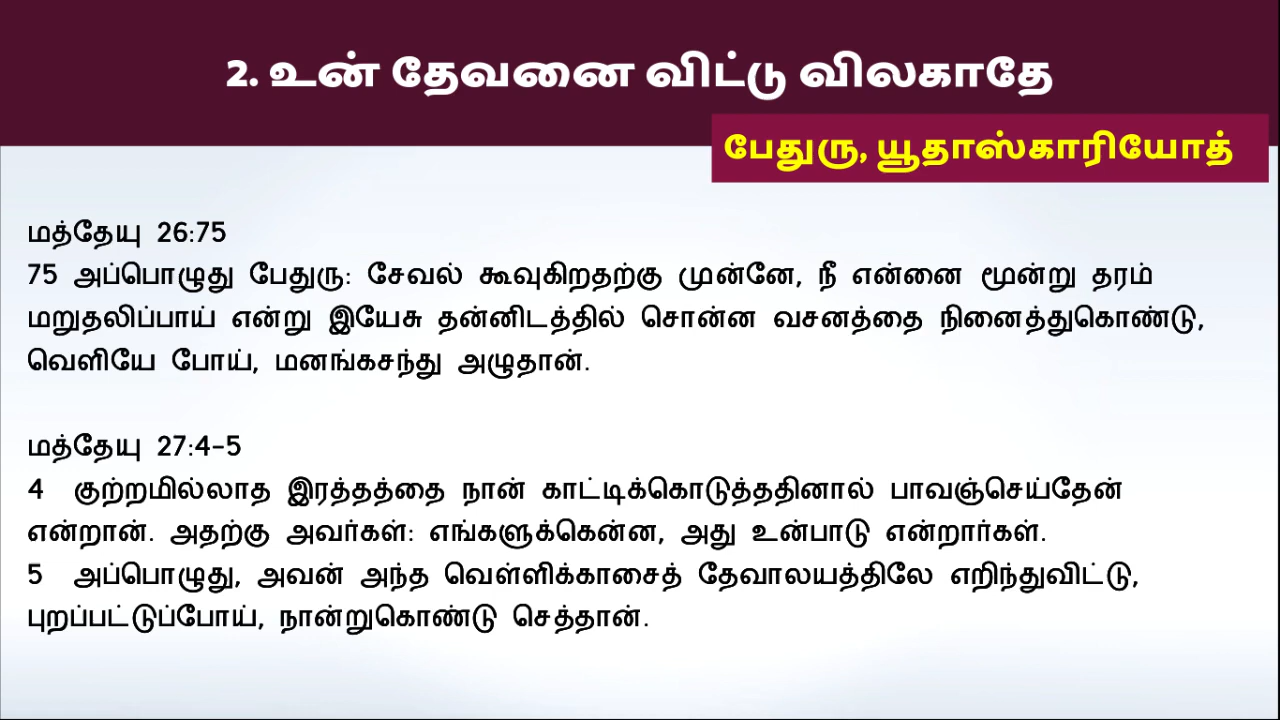 2. உன் தேவனை விட்டு விலகாதே
பேதுரு, யூதாஸ்காரியோத்
மத்தேயு 26:75
75 அப்பொழுது பேதுரு: சேவல் கூவுகிறதற்கு முன்னே, நீ என்னை மூன்று தரம்
மறுதலிப்பாய் என்று இயேசு தன்னிடத்தில் சொன்ன வசனத்தை நினைத்துகொண்டு,
வெளியே போய், மனங்கசந்து அழுதான்.
மத்தேயு 27:4-5
4 குற்றமில்லாத இரத்தத்தை நான் காட்டிக்கொடுத்ததினால் பாவஞ்செய்தேன்
என்றான். அதற்கு அவர்கள்: எங்களுக்கென்ன, அது உன்பாடு என்றார்கள்.
5 அப்பொழுது, அவன் அந்த வெள்ளிக்காசைத் தேவாலயத்திலே எறிந்துவிட்டு,
புறப்பட்டுப்போய், நான்றுகொண்டு செத்தான்.